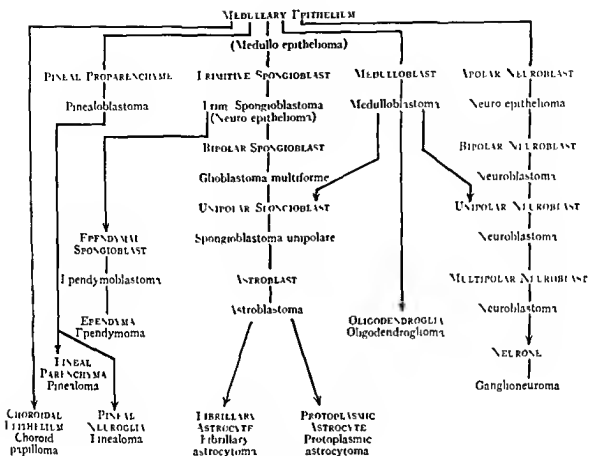 MEDULLARY EPITHELIUM
(Medullo epithelioma)
PINEAL PROPARENCHYME
PRIMITIVE SPONGIOBLAST
MEDULLOBLAST
APOLAR NEUROBLAST
Pinealoblastoma
Prim Spongioblastoma
Medulloblastoma
Neuro epithelioma
(Neuro epithelioma)
BIPOLAR SPONGIOBLAST
BIPOLAR NEUROBLAST
Glioblastoma multiforme
Neuroblastoma
UNIPOLAR SPONGIOBLAST
UNIPOLAR NEUROBLAST
EPENDYMAL
SPONGIOBLAST
Spongioblastoma unipolare
Neuroblastoma
Ependymoblastoma
ASTROBLAST
MULTIPOLAR NEUROBLAST
Astroblastoma
Neuroblastoma
EPENDYMA
Ependymoma
OLIGODENDROGLIA
Oligodendroglioma
NEURONE
PINEAL
PARENCHYMA
Pinealoma
Ganglioneuroma
CHOROIDAL
EPITHELIUM
Choroid
papilloma
PINEAL
NEUROGLIA
Pinealoma
FIBRILLARY
ASTROCYTE
Fibrillary
astrocytoma
PROTOPLASMIC
ASTROCYTE
Protoplasmic
astrocytoma